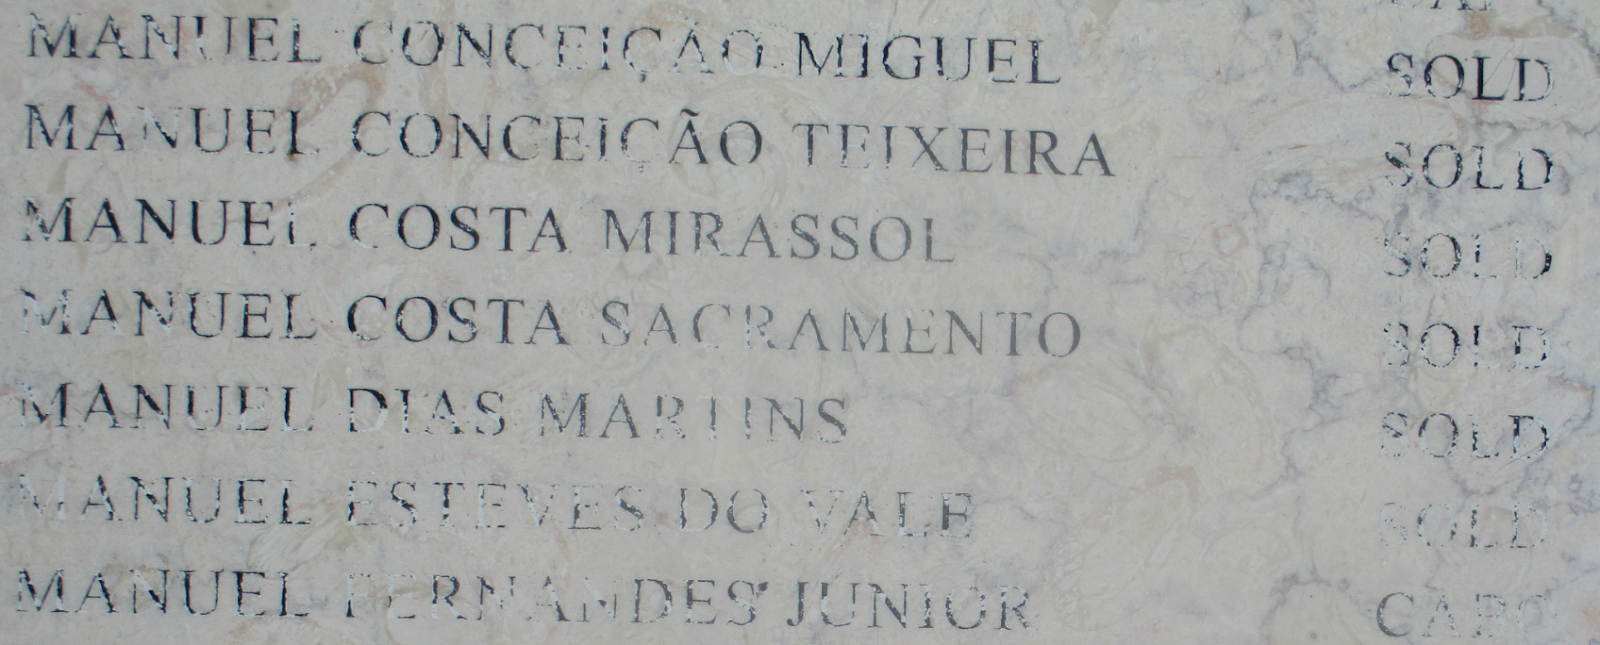 MANUEL CONCEIÇÃO MIGUEL SOLD
MANUEL CONCEIÇÃO TEIXEIRA SOLD
MANUEL COSTA MIRASSOL SOLD
MANUEL COSTA SACRAMENTO SOLD
MANUEL DIAS MARTINS SOLD
MANUEL ESTEVES DO VALE SOLD
MANUEL FERNANDES JUNIOR CABO